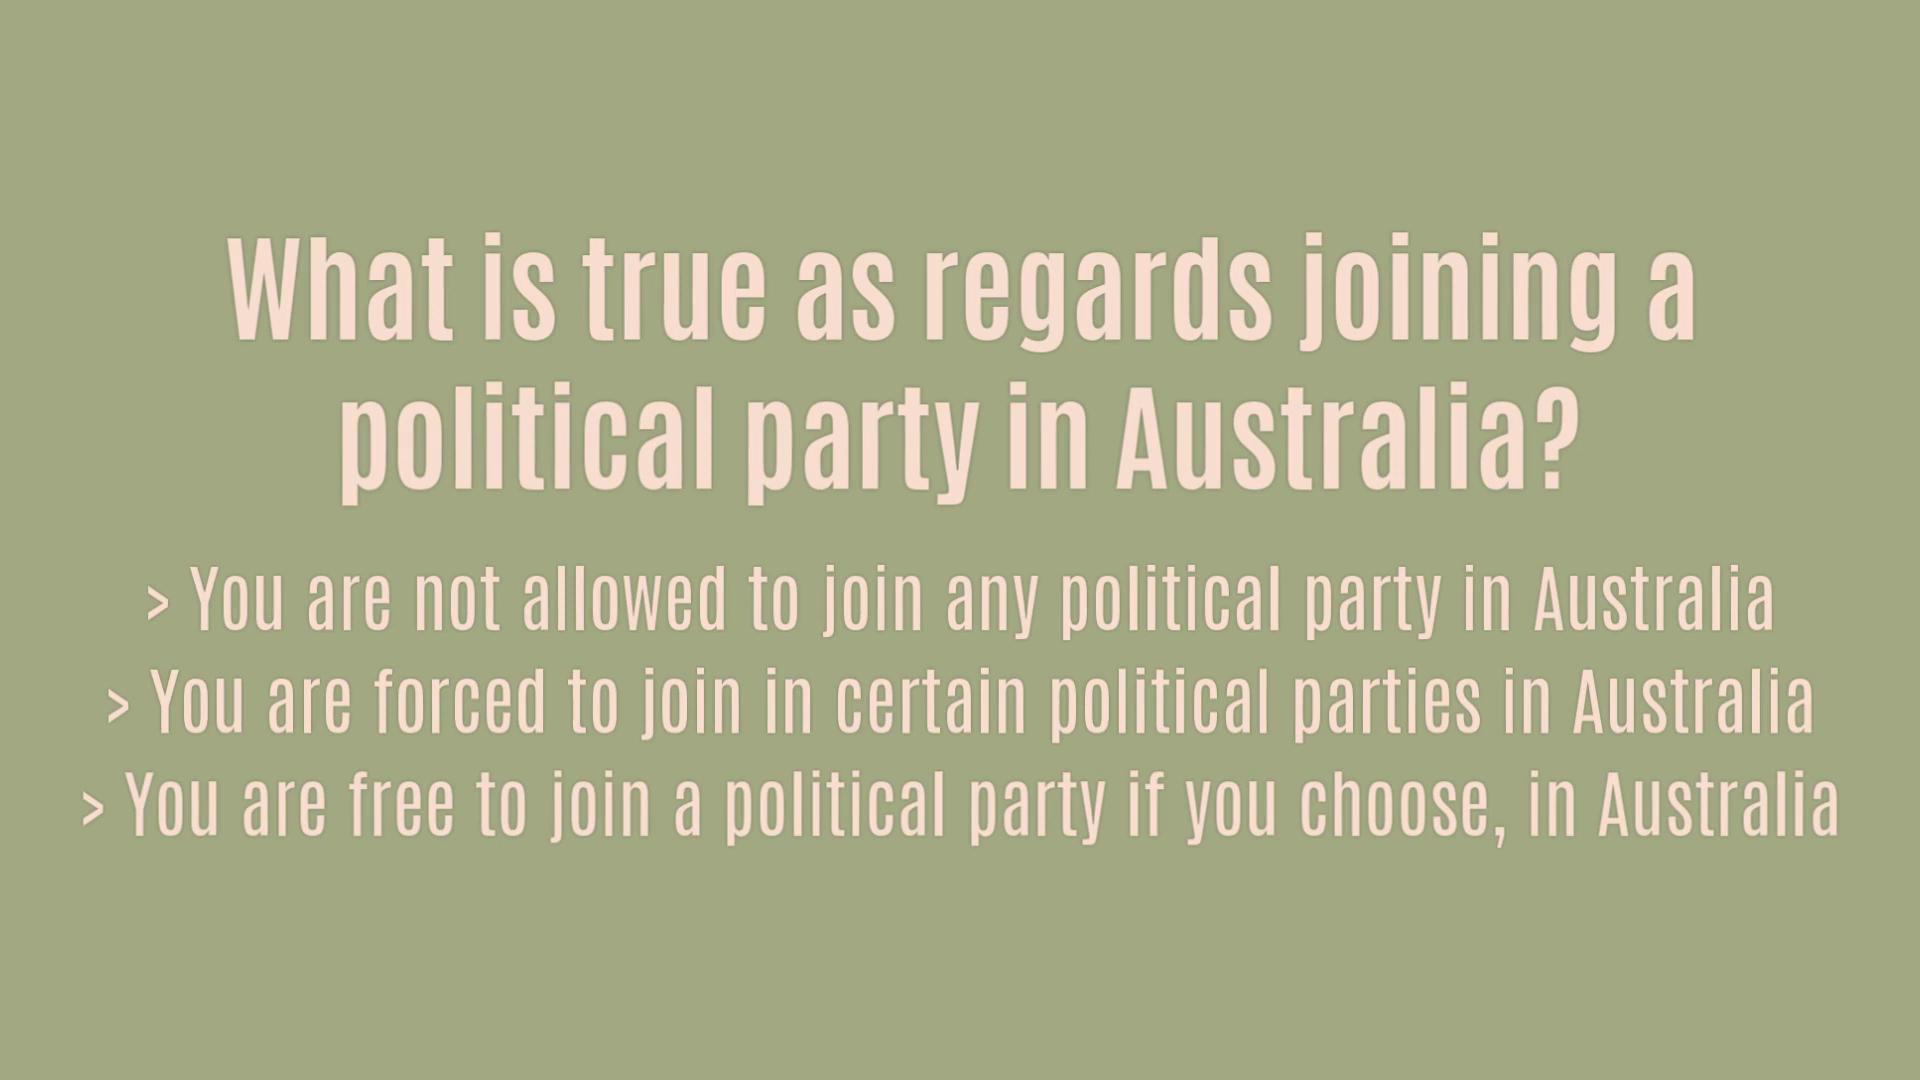 What is true as regards joining a
political party in Australia?
> You are not allowed to join any political party in Australia
> You are forced to join in certain political parties in Australia
> You are free to join a political party if you choose, in Australia